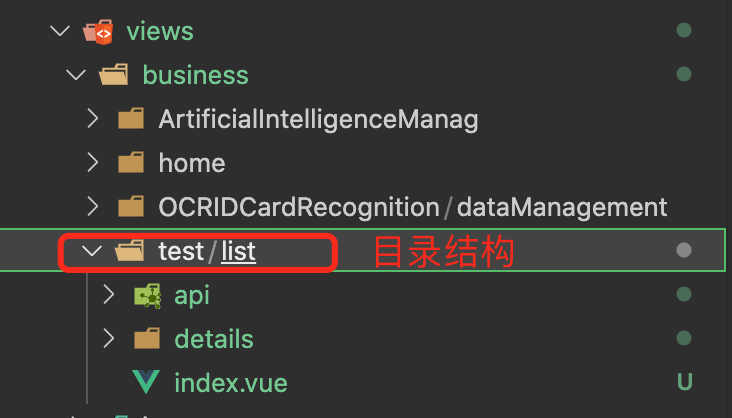 views
business
ArtificialIntelligenceManag
home
OCRIDCardRecognition/dataManagement
test/list 目录结构
api
details
index.vue U